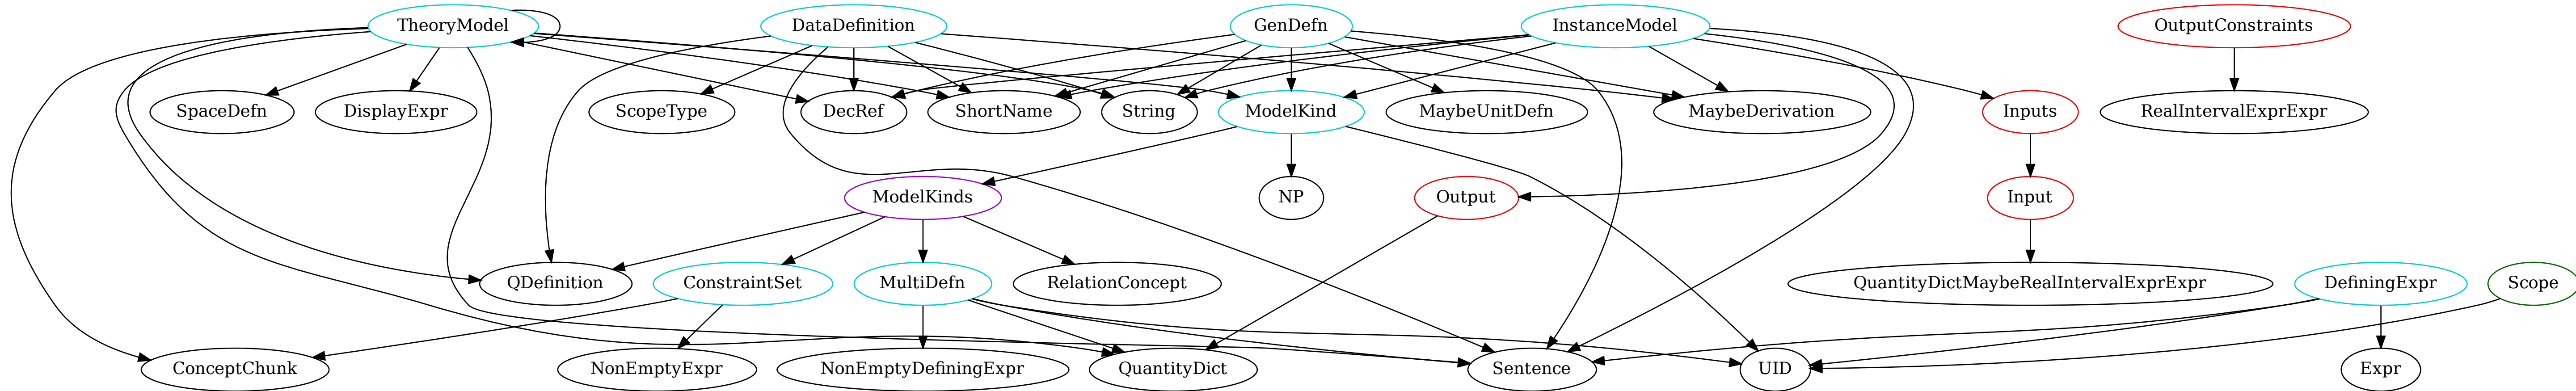 TheoryModel
DataDefinition
GenDefn
InstanceModel
OutputConstraints
SpaceDefn
DisplayExpr
ScopeType
DecRef
ShortName
String
ModelKind
MaybeUnitDefn
MaybeDerivation
Inputs
RealIntervalExprExpr
ModelKinds
NP
Output
Input
QDefinition
ConstraintSet
MultiDefn
RelationConcept
QuantityDictMaybeRealIntervalExprExpr
DefiningExpr
Scope
ConceptChunk
NonEmptyExpr
NonEmptyDefiningExpr
QuantityDict
Sentence
UID
Expr